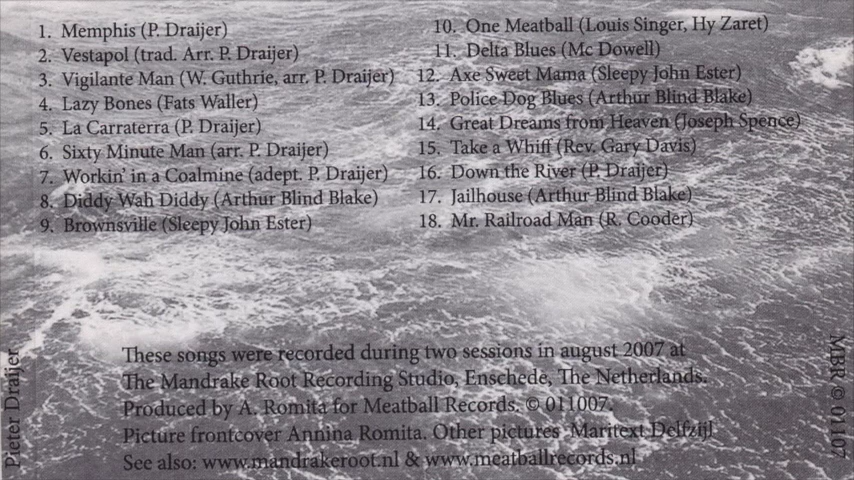 1. Memphis (P. Draijer)
2. Vestapol (trad. Arr. P. Draijer)
3. Vigilante Man (W. Guthrie, arr. P. Draijer)
4. Lazy Bones (Fats Waller)
5. La Carraterra (P. Draijer)
6. Sixty Minute Man (arr. P. Draijer)
7. Workin' in a Coalmine (adept. P. Draijer)
8. Diddy Wah Diddy (Arthur Blind Blake)
9. Brownsville (Sleepy John Ester)
10. One Meatball (Louis Singer, Hy Zaret)
11. Delta Blues (Mc Dowell)
12. Axe Sweet Mama (Sleepy John Ester)
13. Police Dog Blues (Arthur Blind Blake)
14. Great Dreams from Heaven (Joseph Spence)
15. Take a Whiff (Rev. Gary Davis)
16. Down the River (P. Draijer)
17. Jailhouse (Arthur Blind Blake)
18. Mr. Railroad Man (R. Cooder)
These songs were recorded during two sessions in august 2007 at
The Mandrake Root Recording Studio, Enschede, The Netherlands.
Produced by A. Romita for Meatball Records. © 011007.
Picture frontcover Annina Romita. Other pictures Maritext Delfzijl
See also: www.mandrakeroot.nl & www.meatballrecords.nl
Pieter Draijer
MBR © 01107